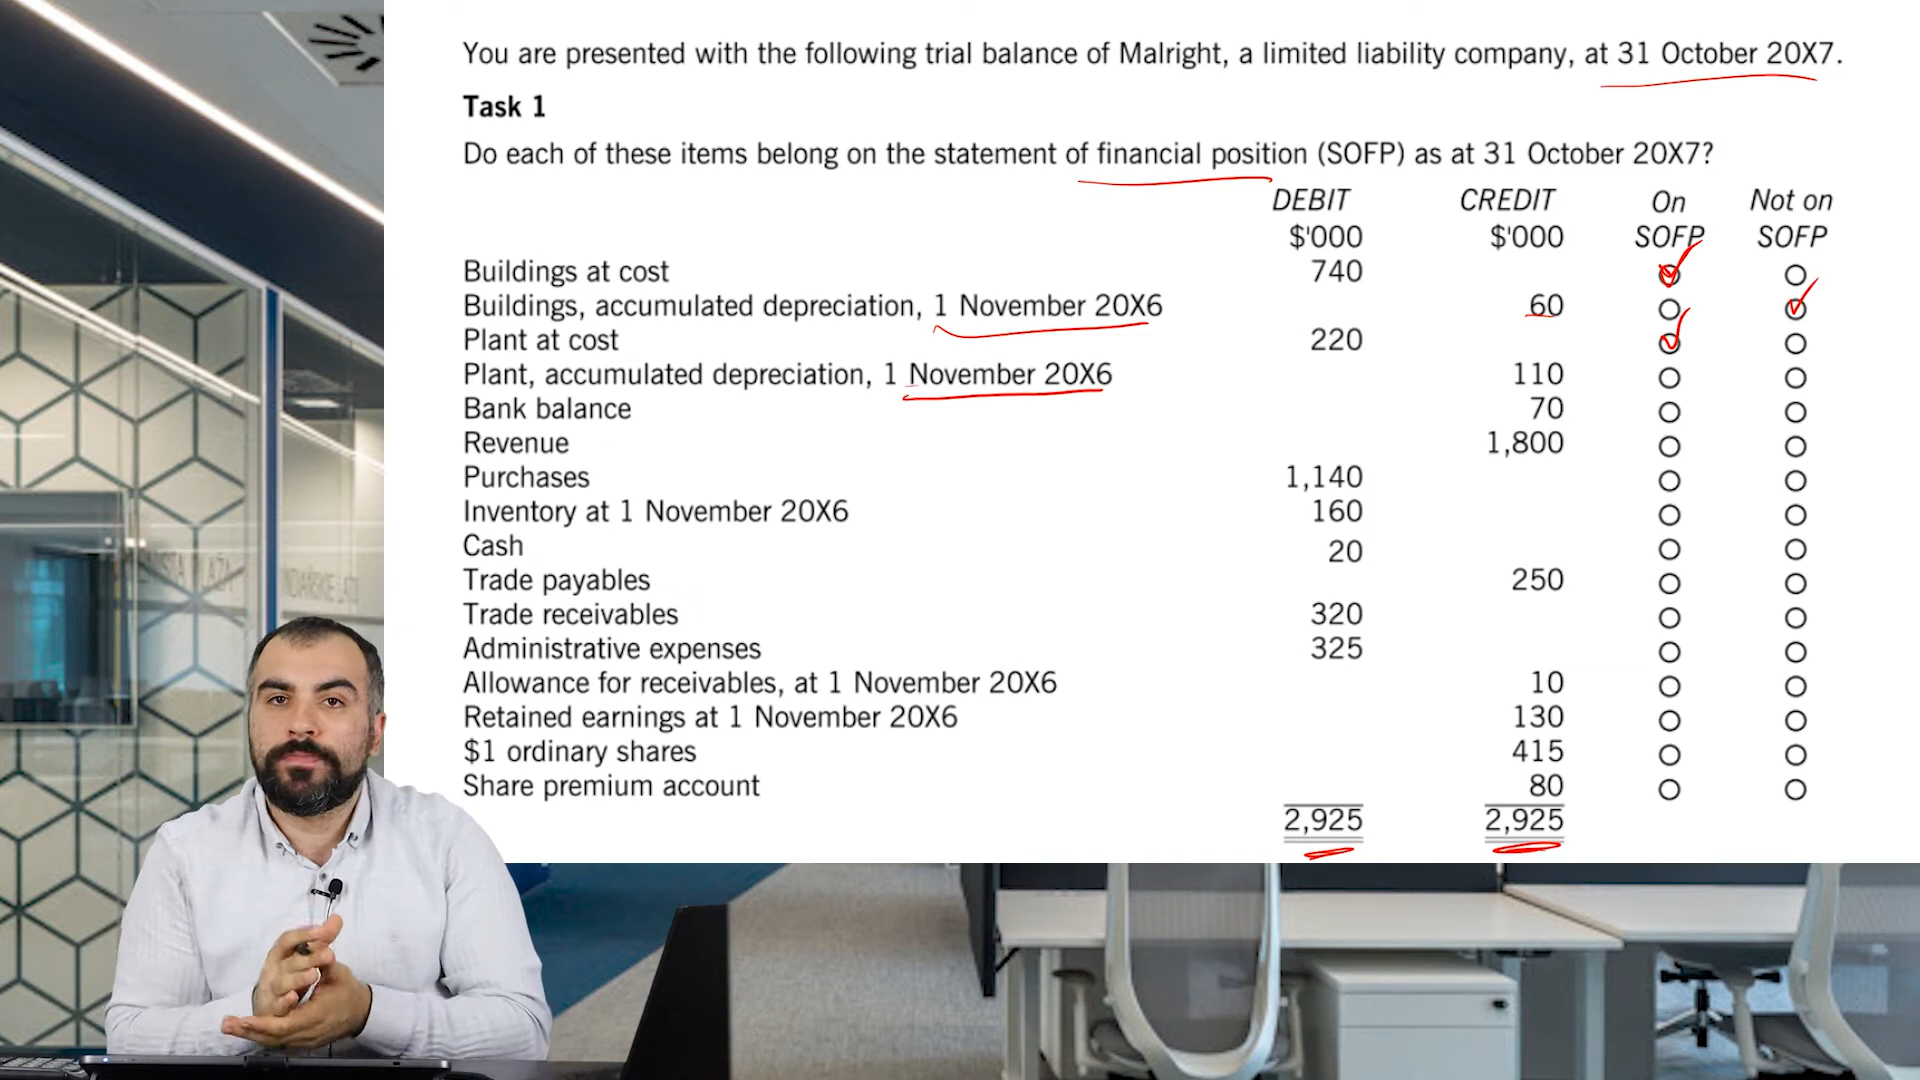 You are presented with the following trial balance of Malright, a limited liability company, at 31 October 20X7.
Task 1
Do each of these items belong on the statement of financial position (SOFP) as at 31 October 20X7?
DEBIT CREDIT On Not on
$'000 $'000 SOFP SOFP
Buildings at cost 740
Buildings, accumulated depreciation, 1 November 20X6 60
Plant at cost 220
Plant, accumulated depreciation, 1 November 20X6 110
Bank balance 70
Revenue 1,800
Purchases 1,140
Inventory at 1 November 20X6 160
Cash 20
Trade payables 250
Trade receivables 320
Administrative expenses 325
Allowance for receivables, at 1 November 20X6 10
Retained earnings at 1 November 20X6 130
$1 ordinary shares 415
Share premium account 80
2,925 2,925